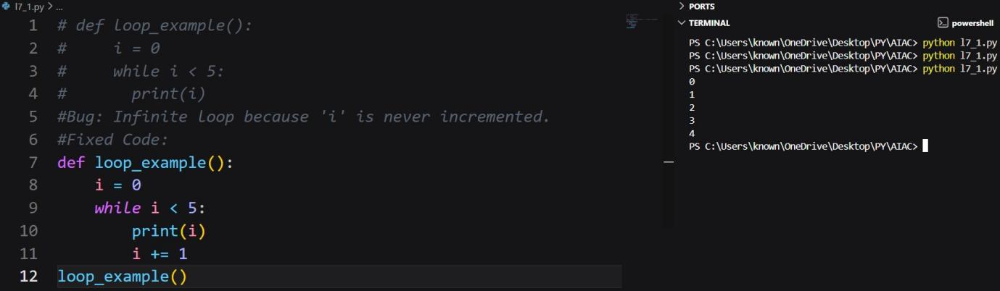 l7_1.py > ...
1 # def loop_example():
2 #     i = 0
3 #     while i < 5:
4 #       print(i)
5 #Bug: Infinite loop because 'i' is never incremented.
6 #Fixed Code:
7 def loop_example():
8     i = 0
9     while i < 5:
10         print(i)
11         i += 1
12 loop_example()
> PORTS
TERMINAL powershell
PS C:\Users\known\OneDrive\Desktop\PY\AIAC> python l7_1.py
PS C:\Users\known\OneDrive\Desktop\PY\AIAC> python l7_1.py
PS C:\Users\known\OneDrive\Desktop\PY\AIAC> python l7_1.py
0
1
2
3
4
PS C:\Users\known\OneDrive\Desktop\PY\AIAC>